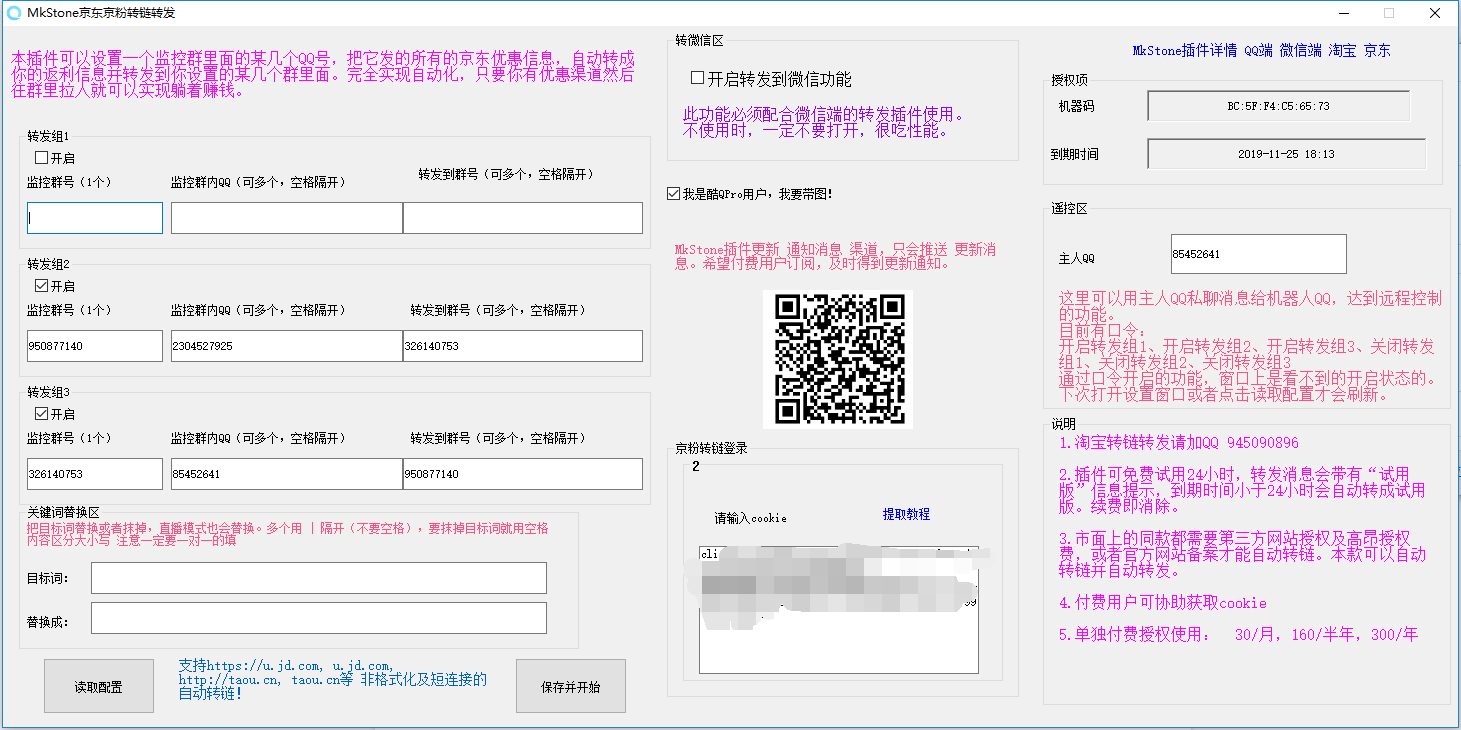 MkStone京东京粉转链转发
本插件可以设置一个监控群里面的某几个QQ号，把它发的所有的京东优惠信息，自动转成
你的返利信息并转发到你设置的某几个群里面。完全实现自动化，只要你有优惠渠道然后
往群里拉人就可以实现躺着赚钱。
转发组1
开启
监控群号（1个）
监控群内QQ（可多个，空格隔开）
转发到群号（可多个，空格隔开）
转发组2
开启
监控群号（1个）
监控群内QQ（可多个，空格隔开）
转发到群号（可多个，空格隔开）
950877140
2304527925
326140753
转发组3
开启
监控群号（1个）
监控群内QQ（可多个，空格隔开）
转发到群号（可多个，空格隔开）
326140753
85452641
950877140
关键词替换区
把目标词替换或者抹掉，直播模式也会替换。多个用 | 隔开（不要空格），要抹掉目标词就用空格
内容区分大小写 注意一定要一对一的填
目标词：
替换成：
读取配置
支持https://u.jd.com, u.jd.com,
http://taou.cn, taou.cn等 非格式化及短连接的
自动转链！
保存并开始
转微信区
开启转发到微信功能
此功能必须配合微信端的转发插件使用。
不使用时，一定不要打开，很吃性能。
我是酷QPro用户，我要带图！
MkStone插件更新 通知消息 渠道，只会推送 更新消
息。希望付费用户订阅，及时得到更新通知。
京粉转链登录
2
请输入cookie
提取教程
cli
99
MkStone插件详情 QQ端 微信端 淘宝 京东
授权项
机器码
BC:5F:F4:C5:65:73
到期时间
2019-11-25 18:13
遥控区
主人QQ
85452641
这里可以用主人QQ私聊消息给机器人QQ，达到远程控制
的功能。
目前有口令：
开启转发组1、开启转发组2、开启转发组3、关闭转发
组1、关闭转发组2、关闭转发组3
通过口令开启的功能，窗口上是看不到的开启状态的。
下次打开设置窗口或者点击读取配置才会刷新。
说明
1.淘宝转链转发请加QQ 945090896
2.插件可免费试用24小时，转发消息会带有“试用
版”信息提示，到期时间小于24小时会自动转成试用
版。续费即消除。
3.市面上的同款都需要第三方网站授权及高昂授权
费，或者官方网站备案才能自动转链。本款可以自动
转链并自动转发。
4.付费用户可协助获取cookie
5.单独付费授权使用： 30/月，160/半年，300/年